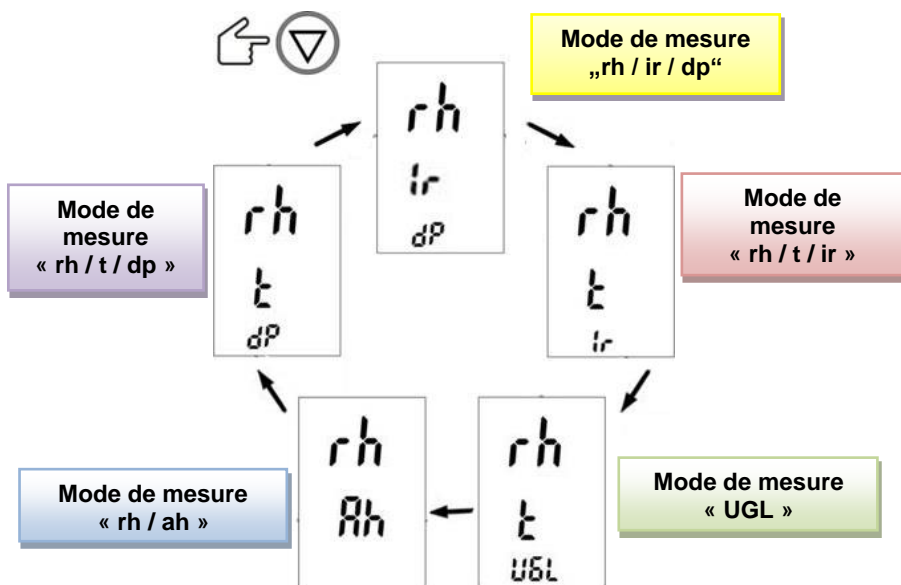 Mode de mesure
„rh / ir / dp“
rh
Ir
dP
Mode de
mesure
« rh / t / dp »
rh
t
dP
rh
t
Ir
Mode de
mesure
« rh / t / ir »
rh
Ah
rh
t
UGL
Mode de mesure
« rh / ah »
Mode de mesure
« UGL »